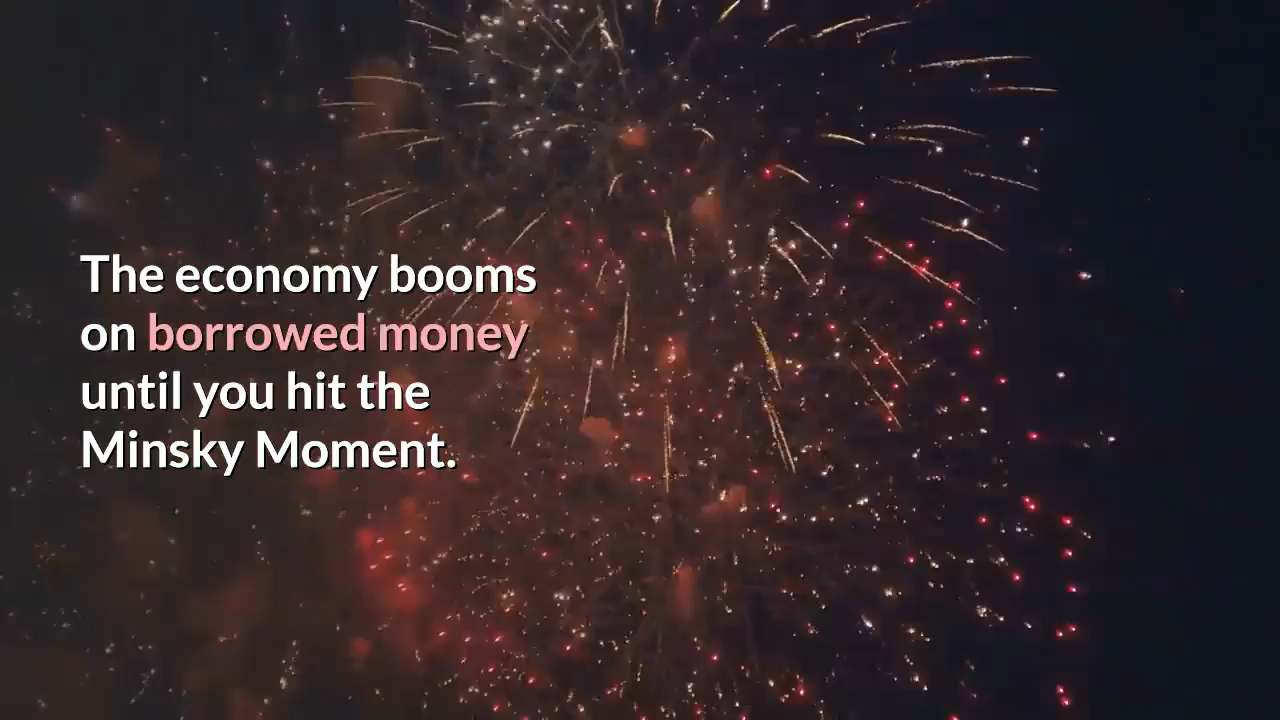 The economy booms
on borrowed money
until you hit the
Minsky Moment.